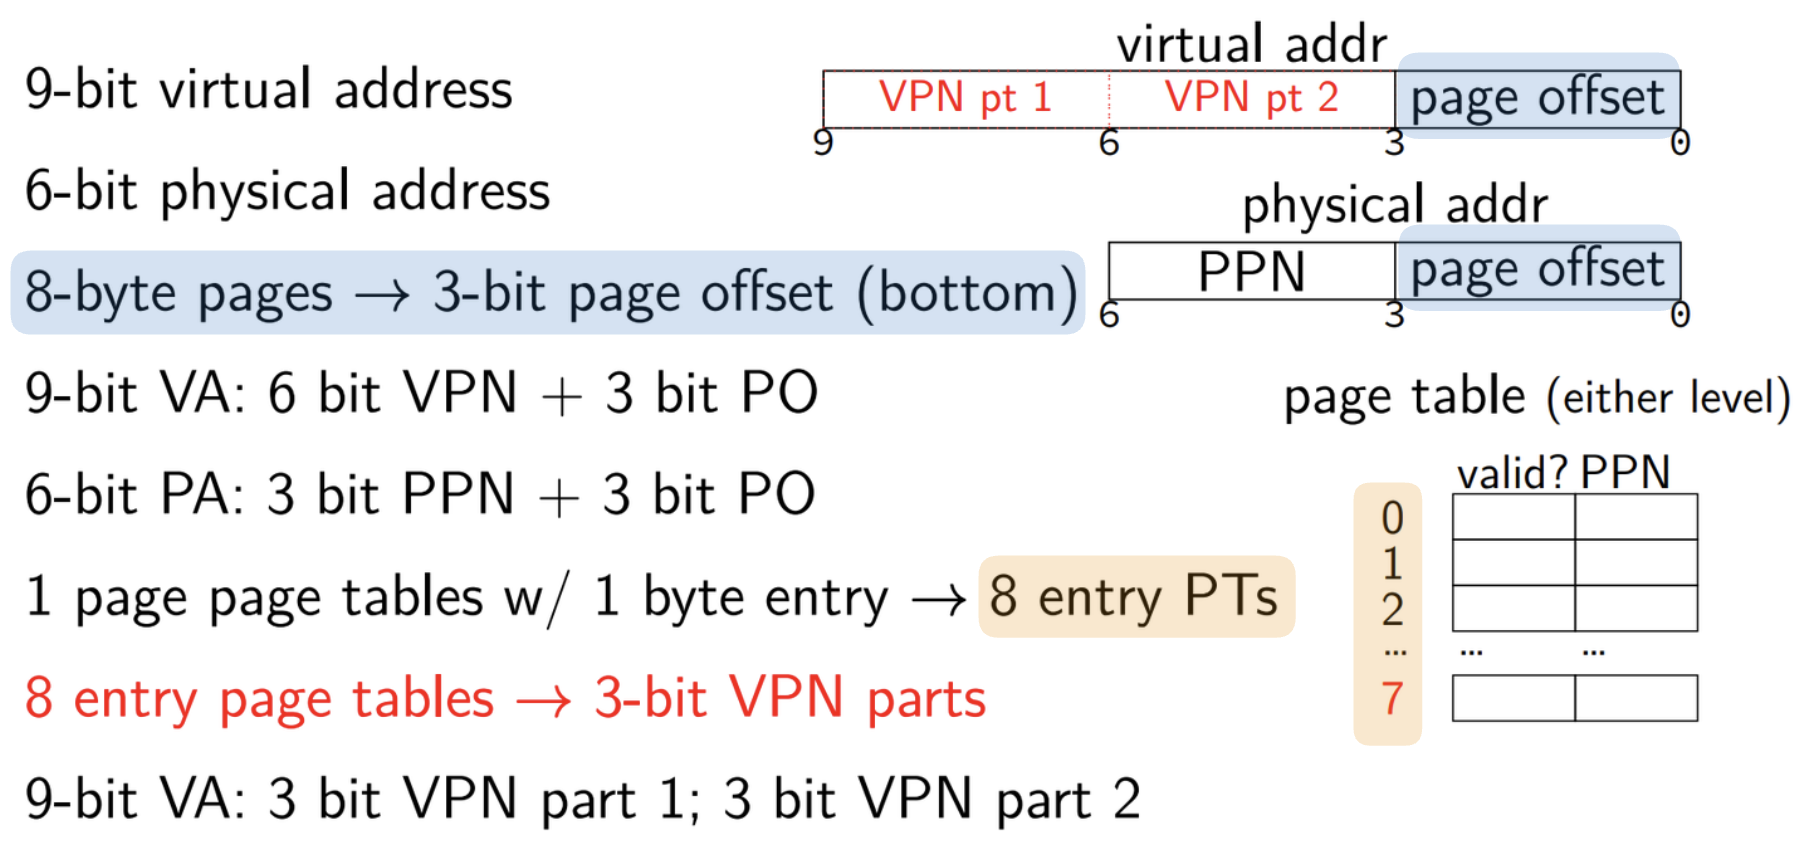 9-bit virtual address
6-bit physical address
8-byte pages → 3-bit page offset (bottom)
9-bit VA: 6 bit VPN + 3 bit PO
6-bit PA: 3 bit PPN + 3 bit PO
1 page page tables w/ 1 byte entry → 8 entry PTs
8 entry page tables → 3-bit VPN parts
9-bit VA: 3 bit VPN part 1; 3 bit VPN part 2
virtual addr
VPN pt 1 VPN pt 2 page offset
9 6 3 0
physical addr
PPN page offset
6 3 0
page table (either level)
valid? PPN
0
1
2
... ... ...
7